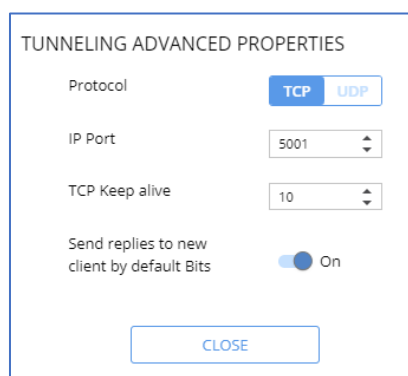 TUNNELING ADVANCED PROPERTIES
Protocol TCP UDP
IP Port 5001
TCP Keep alive 10
Send replies to new
client by default Bits On
CLOSE